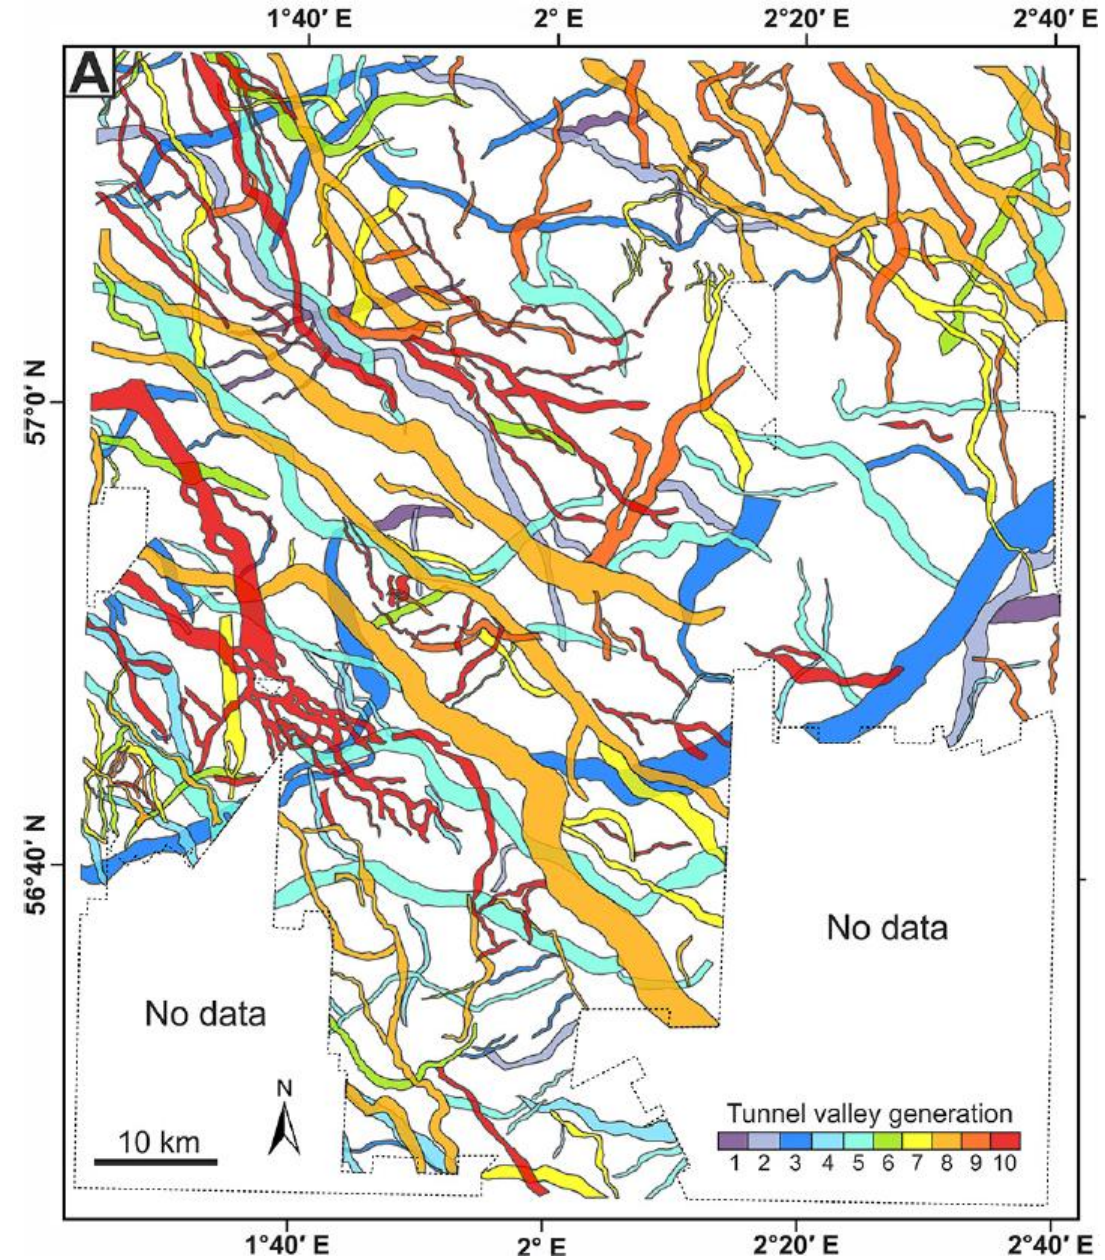 1°40' E 2° E 2°20' E 2°40' E
A
57°0' N
56°40' N
No data
No data
N
10 km
Tunnel valley generation
1 2 3 4 5 6 7 8 9 10
1°40' E 2° E 2°20' E 2°40' E